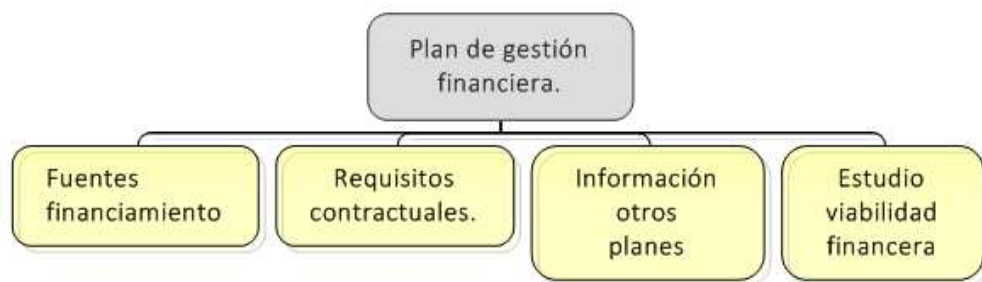 Plan de gestión
financiera.
Fuentes
financiamiento
Requisitos
contractuales.
Información
otros
planes
Estudio
viabilidad
financera